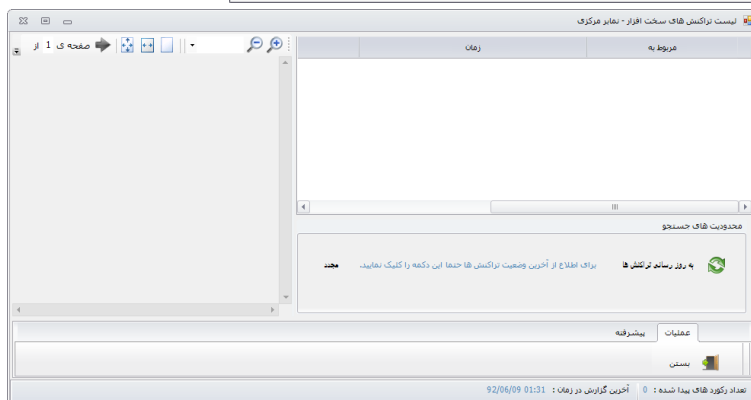 لیست تراکنش های سخت افزار - نمابر مرکزی
صفحه ی 1 از
مربوط به
زمان
محدودیت های جستجو
به روز رسانی تراکنش ها
برای اطلاع از آخرین وضعیت تراکنش ها حتما این دکمه را کلیک نمایید.
مجدد
عملیات
پیشرفته
بستن
تعداد رکورد های پیدا شده : 0
آخرین گزارش در زمان : 01:31 92/06/09